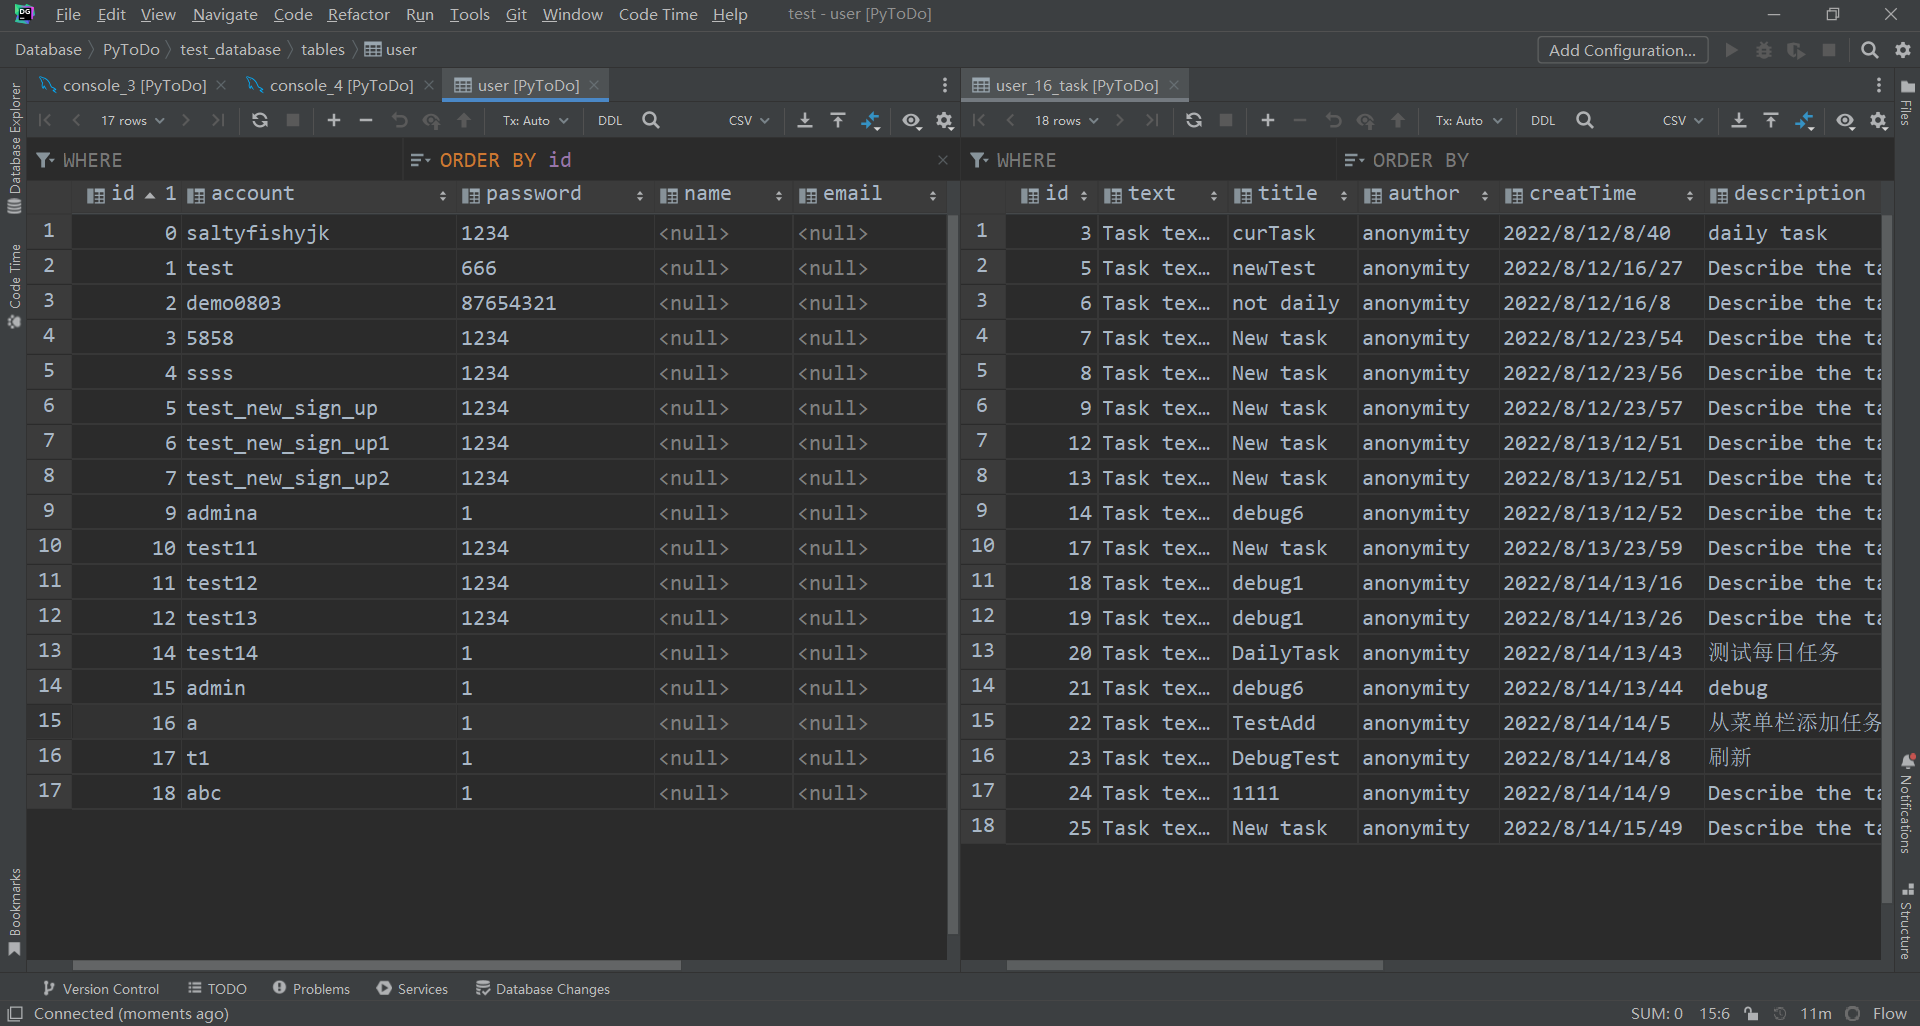 DG File Edit View Navigate Code Refactor Run Tools Git Window Code Time Help test - user [PyToDo]
Database PyToDo test_database tables user Add Configuration...
console_3 [PyToDo] console_4 [PyToDo] user [PyToDo] user_16_task [PyToDo]
17 rows Tx: Auto DDL CSV 18 rows Tx: Auto DDL CSV
WHERE ORDER BY id WHERE ORDER BY
id 1 account password name email id text title author creatTime description
1 0 saltyfishyjk 1234 <null> <null> 1 3 Task tex… curTask anonymity 2022/8/12/8/40 daily task
2 1 test 666 <null> <null> 2 5 Task tex… newTest anonymity 2022/8/12/16/27 Describe the ta
3 2 demo0803 87654321 <null> <null> 3 6 Task tex… not daily anonymity 2022/8/12/16/8 Describe the ta
4 3 5858 1234 <null> <null> 4 7 Task tex… New task anonymity 2022/8/12/23/54 Describe the ta
5 4 ssss 1234 <null> <null> 5 8 Task tex… New task anonymity 2022/8/12/23/56 Describe the ta
6 5 test_new_sign_up 1234 <null> <null> 6 9 Task tex… New task anonymity 2022/8/12/23/57 Describe the ta
7 6 test_new_sign_up1 1234 <null> <null> 7 12 Task tex… New task anonymity 2022/8/13/12/51 Describe the ta
8 7 test_new_sign_up2 1234 <null> <null> 8 13 Task tex… New task anonymity 2022/8/13/12/51 Describe the ta
9 9 admina 1 <null> <null> 9 14 Task tex… debug6 anonymity 2022/8/13/12/52 Describe the ta
10 10 test11 1234 <null> <null> 10 17 Task tex… New task anonymity 2022/8/13/23/59 Describe the ta
11 11 test12 1234 <null> <null> 11 18 Task tex… debug1 anonymity 2022/8/14/13/16 Describe the ta
12 12 test13 1234 <null> <null> 12 19 Task tex… debug1 anonymity 2022/8/14/13/26 Describe the ta
13 14 test14 1 <null> <null> 13 20 Task tex… DailyTask anonymity 2022/8/14/13/43 测试每日任务
14 15 admin 1 <null> <null> 14 21 Task tex… debug6 anonymity 2022/8/14/13/44 debug
15 16 a 1 <null> <null> 15 22 Task tex… TestAdd anonymity 2022/8/14/14/5 从菜单栏添加任务
16 17 t1 1 <null> <null> 16 23 Task tex… DebugTest anonymity 2022/8/14/14/8 刷新
17 18 abc 1 <null> <null> 17 24 Task tex… 1111 anonymity 2022/8/14/14/9 Describe the ta
18 25 Task tex… New task anonymity 2022/8/14/15/49 Describe the ta
Database Explorer
Code Time
Bookmarks
Files
Notifications
Structure
Version Control TODO Problems Services Database Changes
Connected (moments ago) SUM: 0 15:6 11m Flow